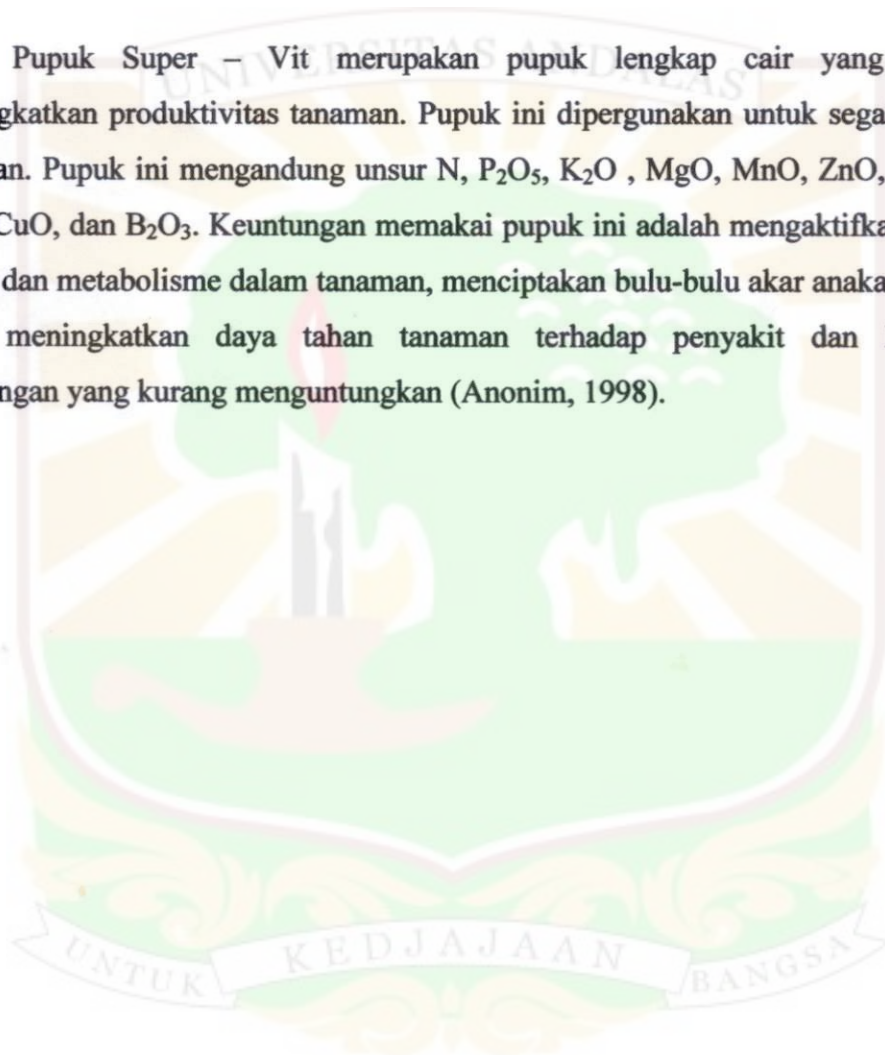 UNIVERSITAS ANDALAS
Pupuk Super – Vit merupakan pupuk lengkap cair yang
gkatkan produktivitas tanaman. Pupuk ini dipergunakan untuk sega
an. Pupuk ini mengandung unsur N, P₂O₅, K₂O , MgO, MnO, ZnO,
CuO, dan B₂O₃. Keuntungan memakai pupuk ini adalah mengaktifka
dan metabolisme dalam tanaman, menciptakan bulu-bulu akar anaka
meningkatkan daya tahan tanaman terhadap penyakit dan
ngan yang kurang menguntungkan (Anonim, 1998).
UNTUK KEDJAJAAN BANGSA